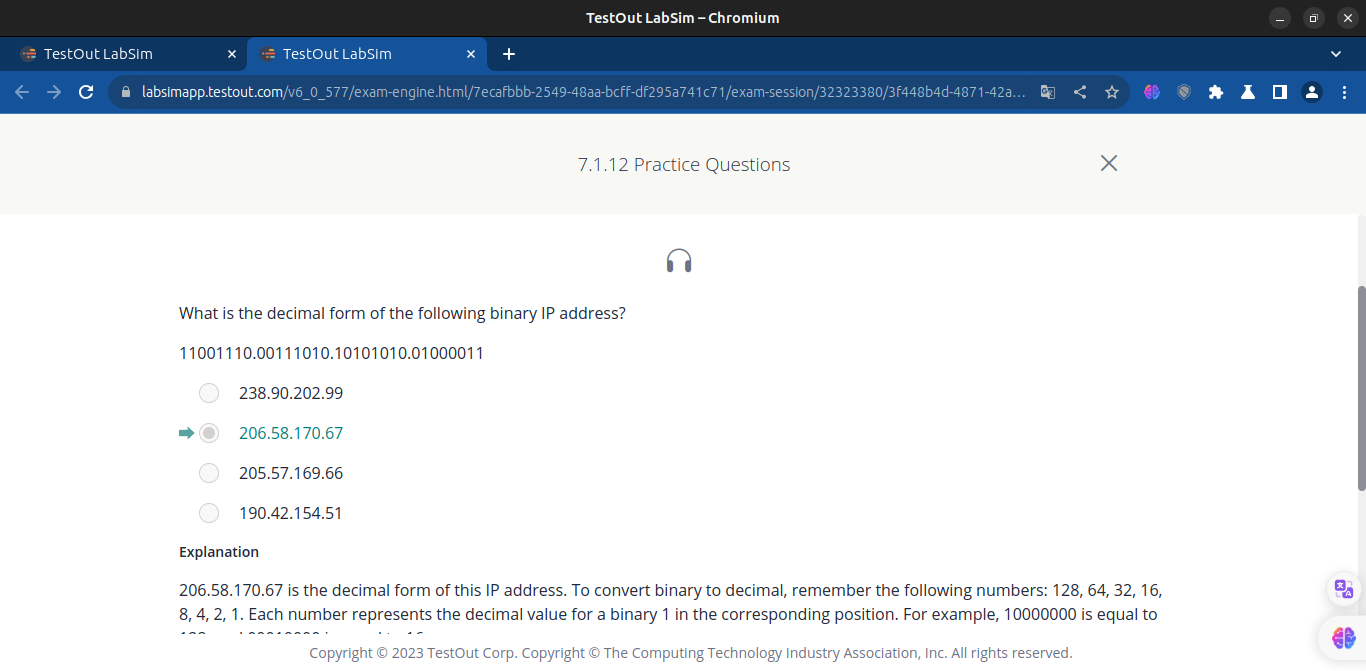 TestOut LabSim – Chromium
TestOut LabSim
TestOut LabSim
labsimapp.testout.com/v6_0_577/exam-engine.html/7ecafbbb-2549-48aa-bcff-df295a741c71/exam-session/32323380/3f448b4d-4871-42a...
7.1.12 Practice Questions
What is the decimal form of the following binary IP address?
11001110.00111010.10101010.01000011
238.90.202.99
206.58.170.67
205.57.169.66
190.42.154.51
Explanation
206.58.170.67 is the decimal form of this IP address. To convert binary to decimal, remember the following numbers: 128, 64, 32, 16,
8, 4, 2, 1. Each number represents the decimal value for a binary 1 in the corresponding position. For example, 10000000 is equal to
Copyright © 2023 TestOut Corp. Copyright © The Computing Technology Industry Association, Inc. All rights reserved.